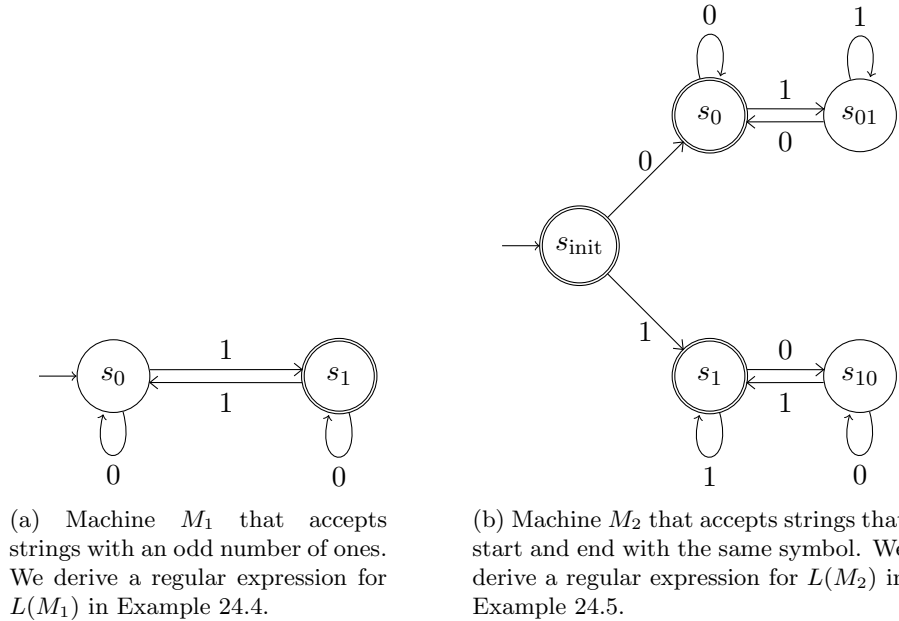 0
1
s₀
1
0
s₀₁
0
s_init
1
s₀
1
1
s₁
0
0
s₁
0
1
s₁₀
1
0
(a) Machine M₁ that accepts
strings with an odd number of ones.
We derive a regular expression for
L(M₁) in Example 24.4.
(b) Machine M₂ that accepts strings that
start and end with the same symbol. We
derive a regular expression for L(M₂) in
Example 24.5.